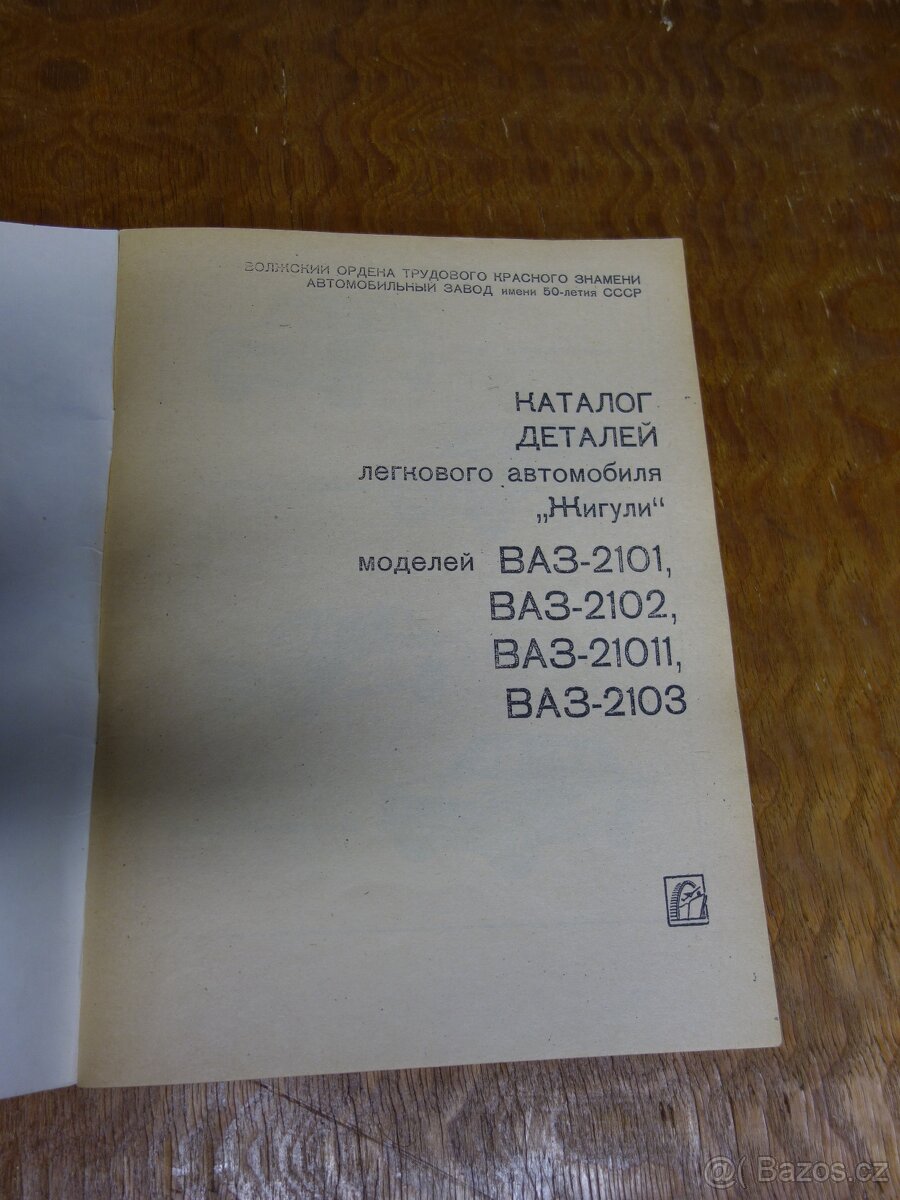 ВОЛЖСКИЙ ОРДЕНА ТРУДОВОГО КРАСНОГО ЗНАМЕНИ
АВТОМОБИЛЬНЫЙ ЗАВОД имени 50-летия СССР
КАТАЛОГ
ДЕТАЛЕЙ
легкового автомобиля
„Жигули“
моделей ВАЗ-2101,
ВАЗ-2102,
ВАЗ-21011,
ВАЗ-2103
@( Bazos.cz